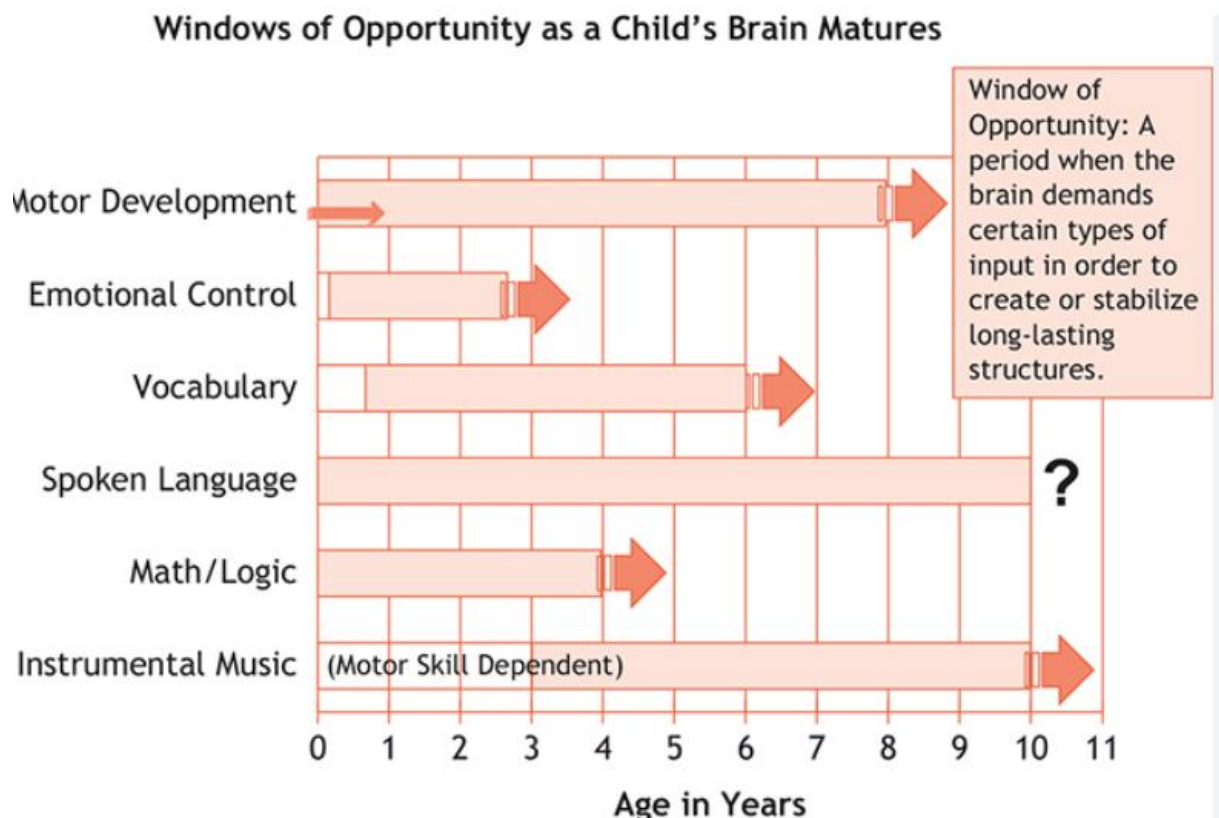 Windows of Opportunity as a Child's Brain Matures
Window of
Opportunity: A
period when the
brain demands
certain types of
input in order to
create or stabilize
long-lasting
structures.
Motor Development
Emotional Control
Vocabulary
Spoken Language
?
Math/Logic
Instrumental Music
(Motor Skill Dependent)
0 1 2 3 4 5 6 7 8 9 10 11
Age in Years